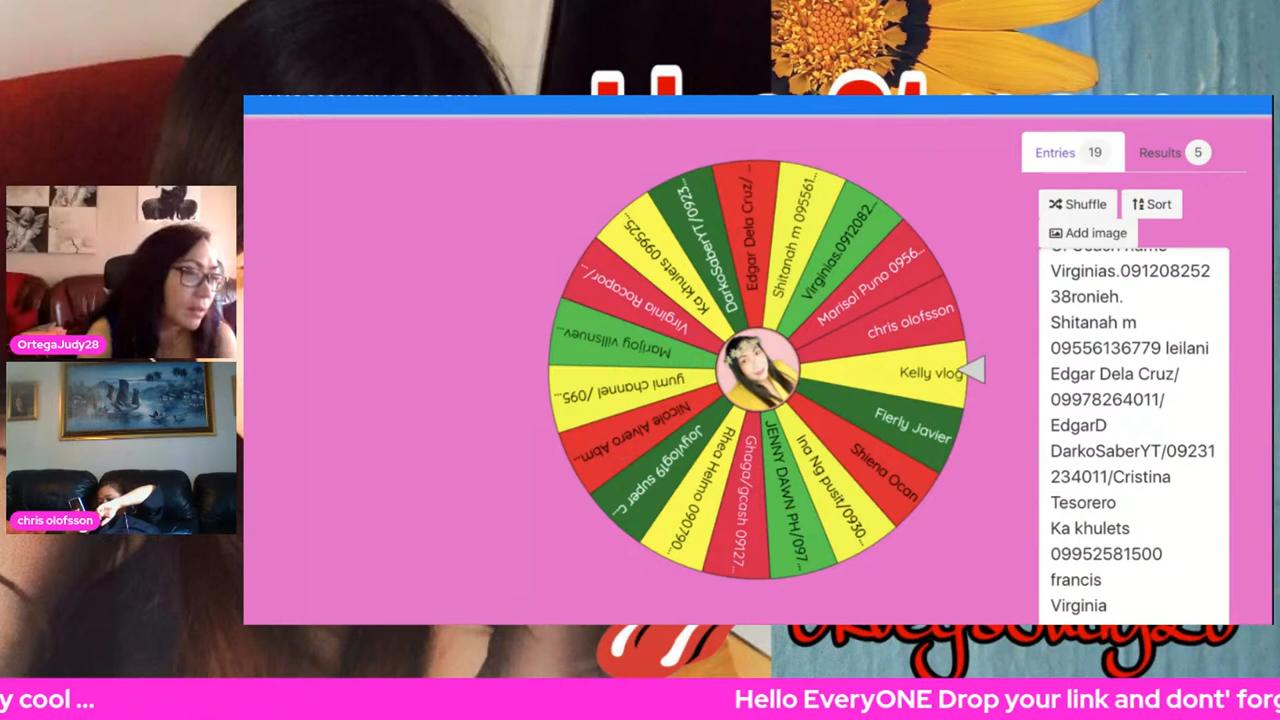 Entries 19
Results 5
Shuffle
Sort
Add image
Virginias.091208252
38ronieh.
Shitanah m
09556136779 leilani
Edgar Dela Cruz/
09978264011/
EdgarD
DarkoSaberYT/09231
234011/Cristina
Tesorero
Ka khulets
09952581500
francis
Virginia
DarkoSaberYT/0923...
Edgar Dela Cruz/ ...
Shitanah m 095561...
Virginias.0912082...
Marisol Puno 0956...
chris olofsson
Kelly vlog
Fierly Javier
Shiena Ocan
Ina Ng pusit/0930...
JENNY DAWN PH/097...
Ghaga/gcash 09127...
Rhea Helmo 090790...
Joyvlog19 super c...
Nicole Alvero Abm...
yumi channel /095...
Marijoy villsnuev...
Virginia Rocapor/...
Ka khulets 099525...
OrtegaJudy28
chris olofsson
y cool ...
Hello EveryONE Drop your link and dont' forg